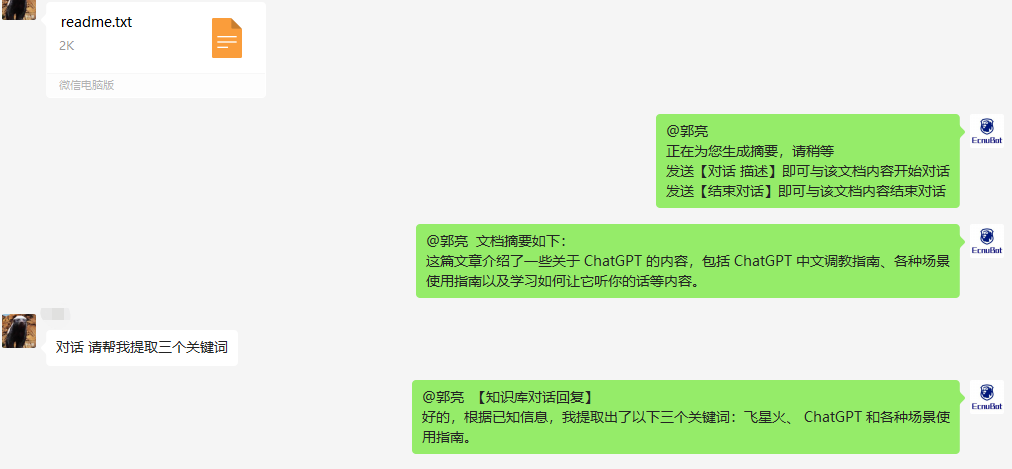 readme.txt
2K
微信电脑版
@郭亮
正在为您生成摘要，请稍等
发送【对话 描述】即可与该文档内容开始对话
发送【结束对话】即可与该文档内容结束对话
EcnuBot
@郭亮 文档摘要如下：
这篇文章介绍了一些关于 ChatGPT 的内容，包括 ChatGPT 中文调教指南、各种场景
使用指南以及学习如何让它听你的话等内容。
EcnuBot
对话 请帮我提取三个关键词
@郭亮 【知识库对话回复】
好的，根据已知信息，我提取出了以下三个关键词：飞星火、 ChatGPT 和各种场景使
用指南。
EcnuBot